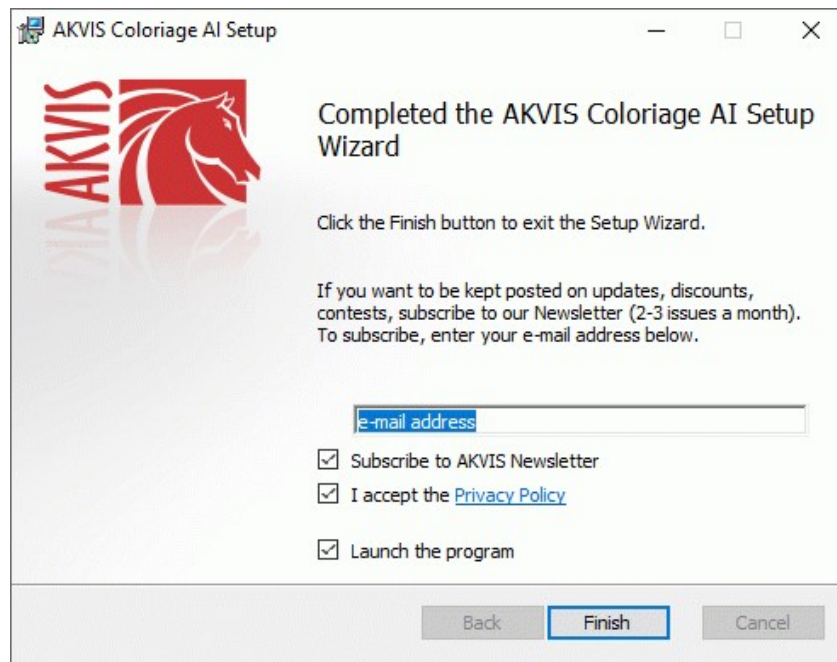 AKVIS Coloriage AI Setup
AKVIS
Completed the AKVIS Coloriage AI Setup
Wizard
Click the Finish button to exit the Setup Wizard.
If you want to be kept posted on updates, discounts,
contests, subscribe to our Newsletter (2-3 issues a month).
To subscribe, enter your e-mail address below.
e-mail address
Subscribe to AKVIS Newsletter
I accept the Privacy Policy
Launch the program
Back Finish Cancel